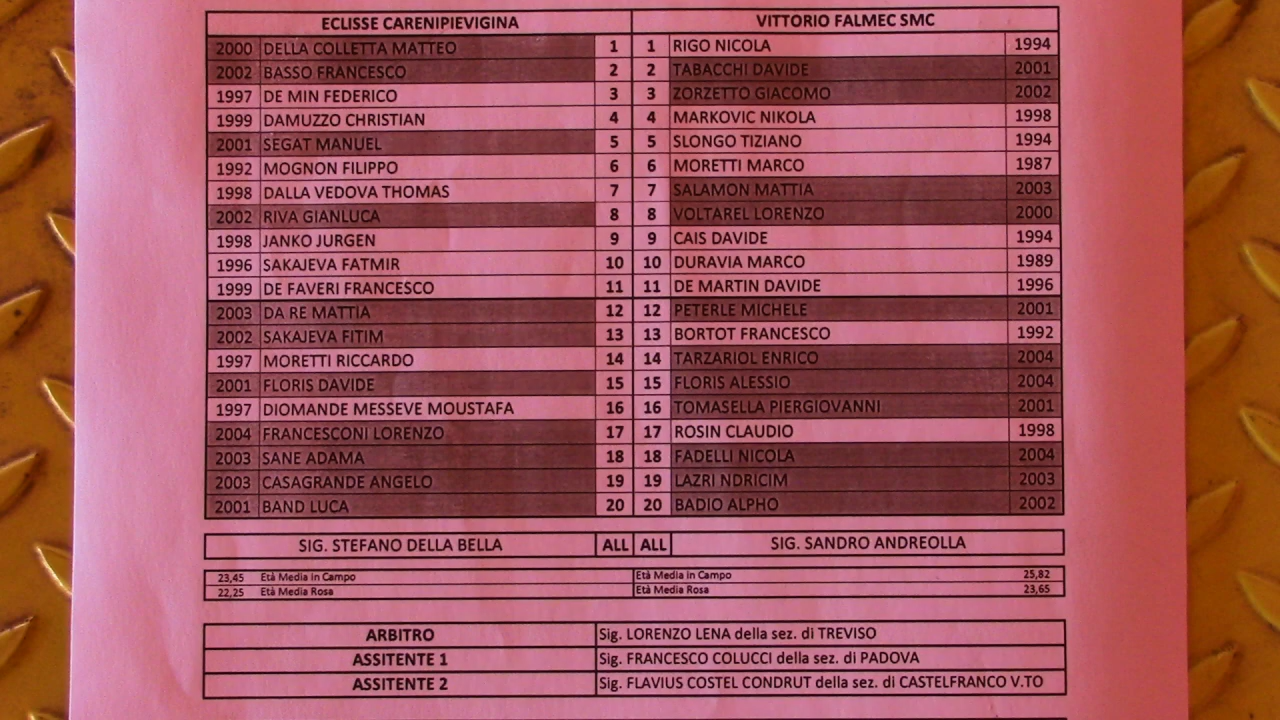 ECLISSE CARENIPIEVIGINA VITTORIO FALMEC SMC
2000 DELLA COLLETTA MATTEO 1 1 RIGO NICOLA 1994
2002 BASSO FRANCESCO 2 2 TABACCHI DAVIDE 2001
1997 DE MIN FEDERICO 3 3 ZORZETTO GIACOMO 2002
1999 DAMUZZO CHRISTIAN 4 4 MARKOVIC NIKOLA 1998
2001 SEGAT MANUEL 5 5 SLONGO TIZIANO 1994
1992 MOGNON FILIPPO 6 6 MORETTI MARCO 1987
1998 DALLA VEDOVA THOMAS 7 7 SALAMON MATTIA 2003
2002 RIVA GIANLUCA 8 8 VOLTAREL LORENZO 2000
1998 JANKO JURGEN 9 9 CAIS DAVIDE 1994
1996 SAKAJEVA FATMIR 10 10 DURAVIA MARCO 1989
1999 DE FAVERI FRANCESCO 11 11 DE MARTIN DAVIDE 1996
2003 DA RE MATTIA 12 12 PETERLE MICHELE 2001
2002 SAKAJEVA FITIM 13 13 BORTOT FRANCESCO 1992
1997 MORETTI RICCARDO 14 14 TARZARIOL ENRICO 2004
2001 FLORIS DAVIDE 15 15 FLORIS ALESSIO 2004
1997 DIOMANDE MESSEVE MOUSTAFA 16 16 TOMASELLA PIERGIOVANNI 2001
2004 FRANCESCONI LORENZO 17 17 ROSIN CLAUDIO 1998
2003 SANE ADAMA 18 18 FADELLI NICOLA 2004
2003 CASAGRANDE ANGELO 19 19 LAZRI NDRICIM 2003
2001 BAND LUCA 20 20 BADIO ALPHO 2002
SIG. STEFANO DELLA BELLA ALL ALL SIG. SANDRO ANDREOLLA
23,45 Età Media in Campo Età Media in Campo 25,82
22,25 Età Media Rosa Età Media Rosa 23,65
ARBITRO Sig. LORENZO LENA della sez. di TREVISO
ASSITENTE 1 Sig. FRANCESCO COLUCCI della sez. di PADOVA
ASSITENTE 2 Sig. FLAVIUS COSTEL CONDRUT della sez. di CASTELFRANCO V.TO